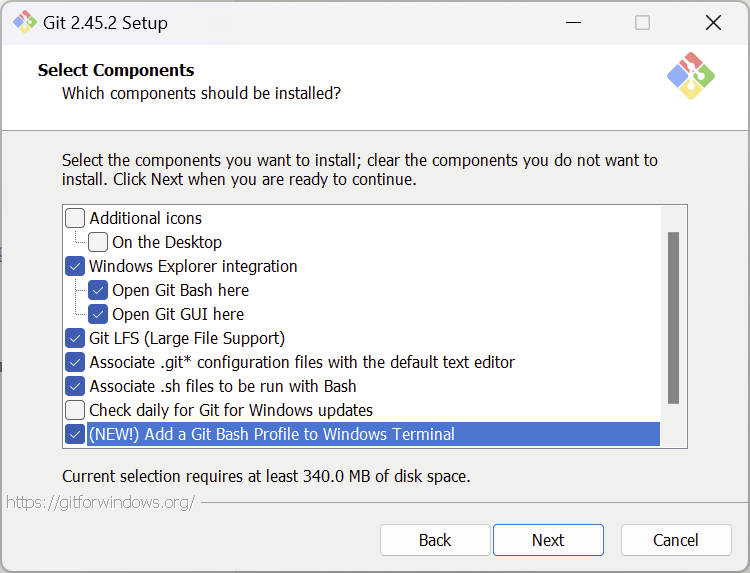 Git 2.45.2 Setup
Select Components
Which components should be installed?
Select the components you want to install; clear the components you do not want to
install. Click Next when you are ready to continue.
Additional icons
On the Desktop
Windows Explorer integration
Open Git Bash here
Open Git GUI here
Git LFS (Large File Support)
Associate .git* configuration files with the default text editor
Associate .sh files to be run with Bash
Check daily for Git for Windows updates
(NEW!) Add a Git Bash Profile to Windows Terminal
Current selection requires at least 340.0 MB of disk space.
https://gitforwindows.org/
Back
Next
Cancel